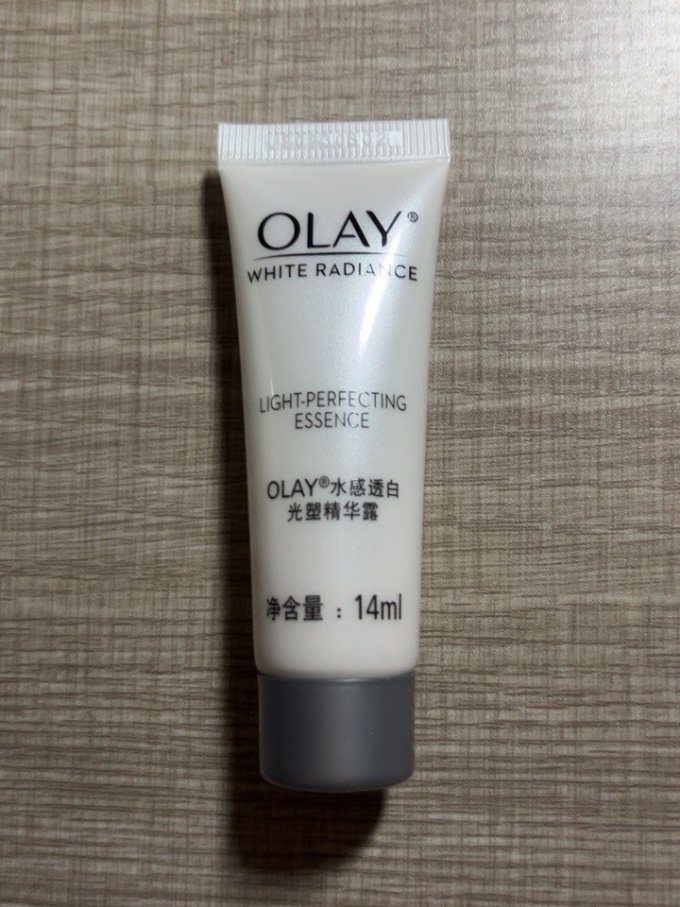 OLAY®
WHITE RADIANCE
LIGHT-PERFECTING
ESSENCE
OLAY®水感透白
光塑精华露
净含量：14ml